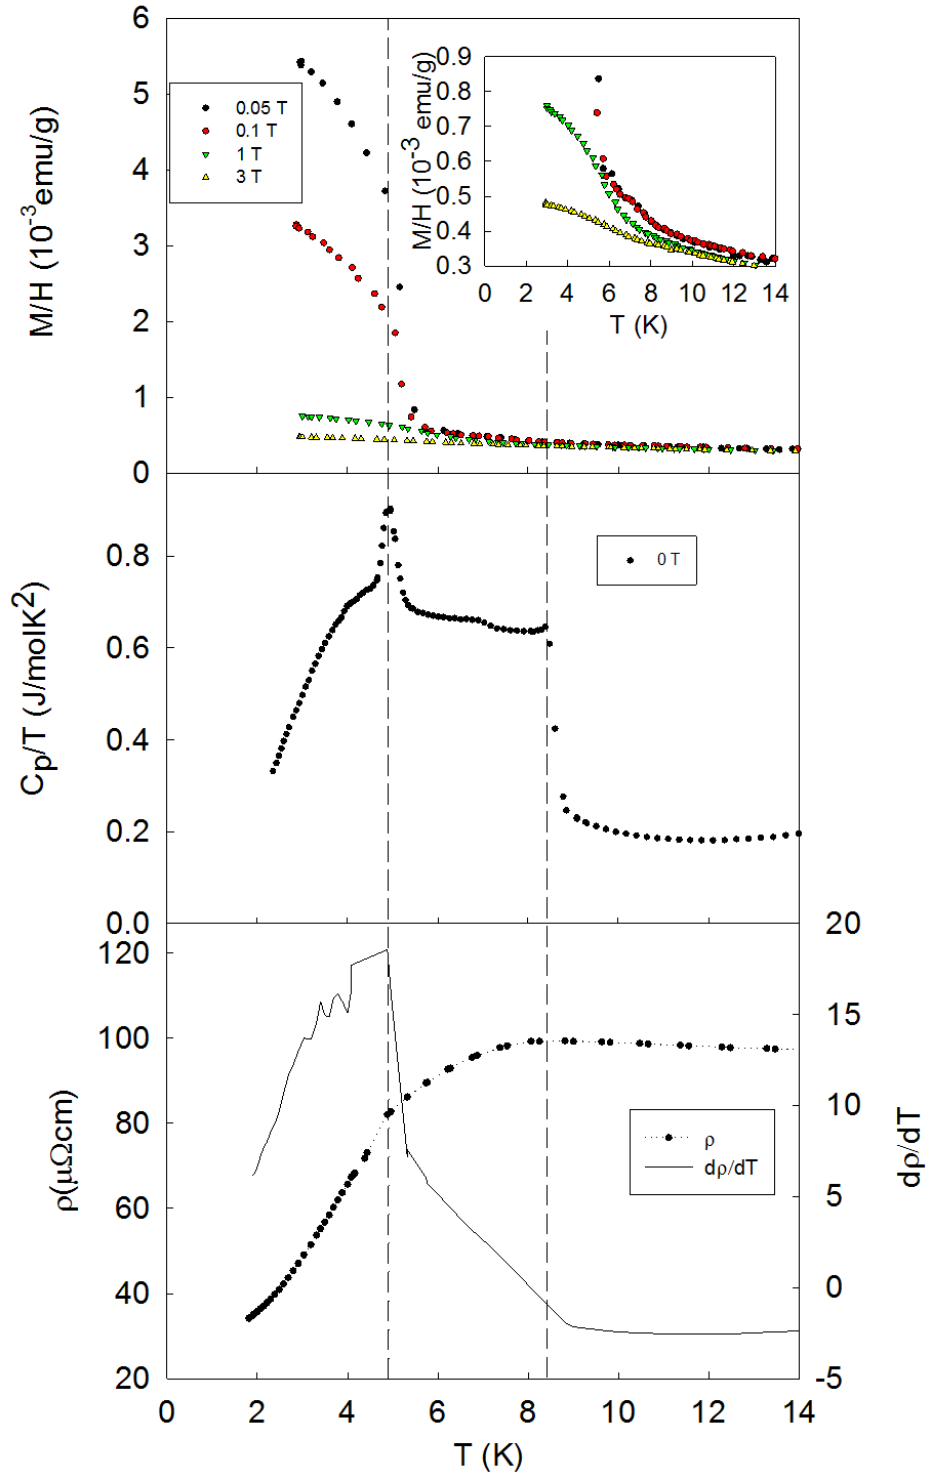 6
5
4
3
2
1
0
M/H (10⁻³emu/g)
0.05 T
0.1 T
1 T
3 T
0.9
0.8
0.7
0.6
0.5
0.4
0.3
M/H (10⁻³ emu/g)
0 2 4 6 8 10 12 14
T (K)
0.8
0.6
0.4
0.2
0.0
Cp/T (J/molK²)
0 T
120
100
80
60
40
20
ρ(μΩcm)
20
15
10
5
0
-5
dρ/dT
ρ
dρ/dT
0 2 4 6 8 10 12 14
T (K)